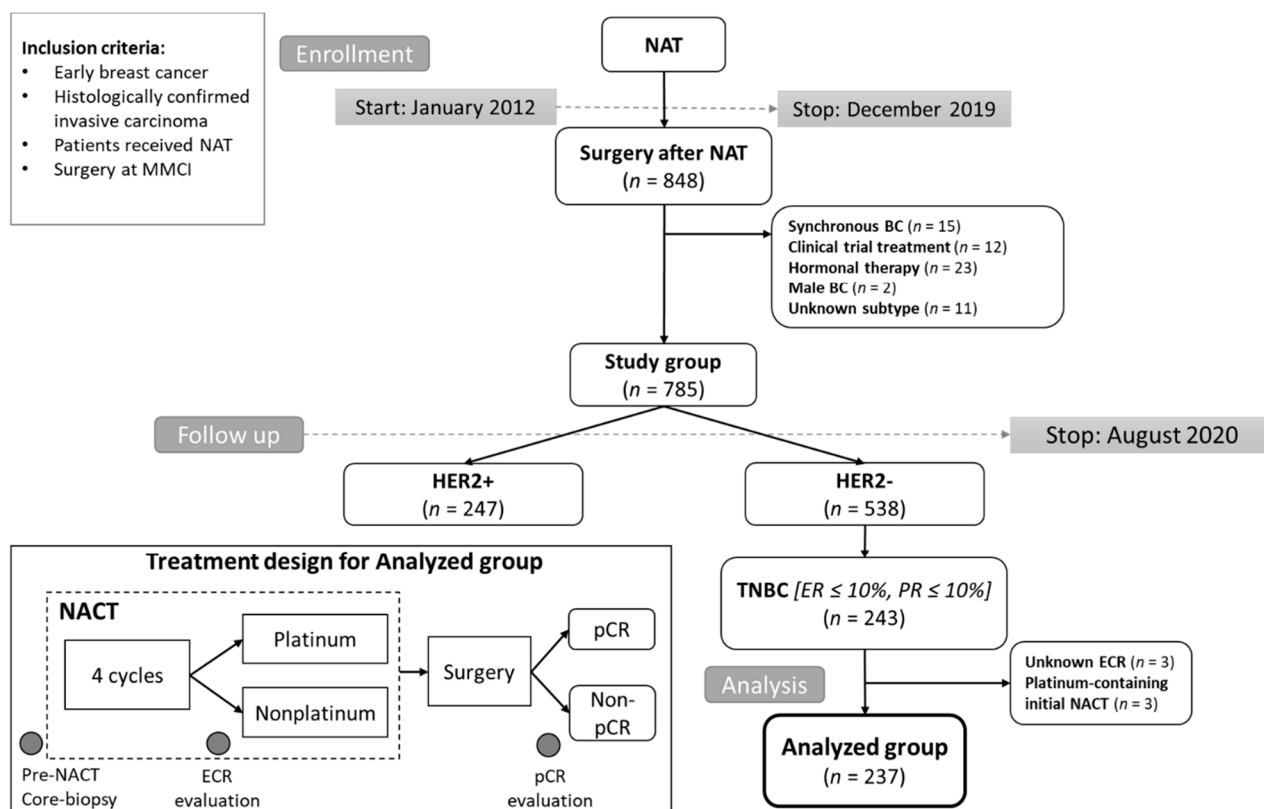 Inclusion criteria:
• Early breast cancer
• Histologically confirmed
invasive carcinoma
• Patients received NAT
• Surgery at MMCI
Enrollment
NAT
Start: January 2012
Stop: December 2019
Surgery after NAT
(n = 848)
Synchronous BC (n = 15)
Clinical trial treatment (n = 12)
Hormonal therapy (n = 23)
Male BC (n = 2)
Unknown subtype (n = 11)
Study group
(n = 785)
Follow up
Stop: August 2020
HER2+
(n = 247)
HER2-
(n = 538)
TNBC [ER ≤ 10%, PR ≤ 10%]
(n = 243)
Unknown ECR (n = 3)
Platinum-containing
initial NACT (n = 3)
Analysis
Analyzed group
(n = 237)
Treatment design for Analyzed group
NACT
4 cycles
Platinum
Nonplatinum
Surgery
pCR
Non-
pCR
Pre-NACT
Core-biopsy
ECR
evaluation
pCR
evaluation